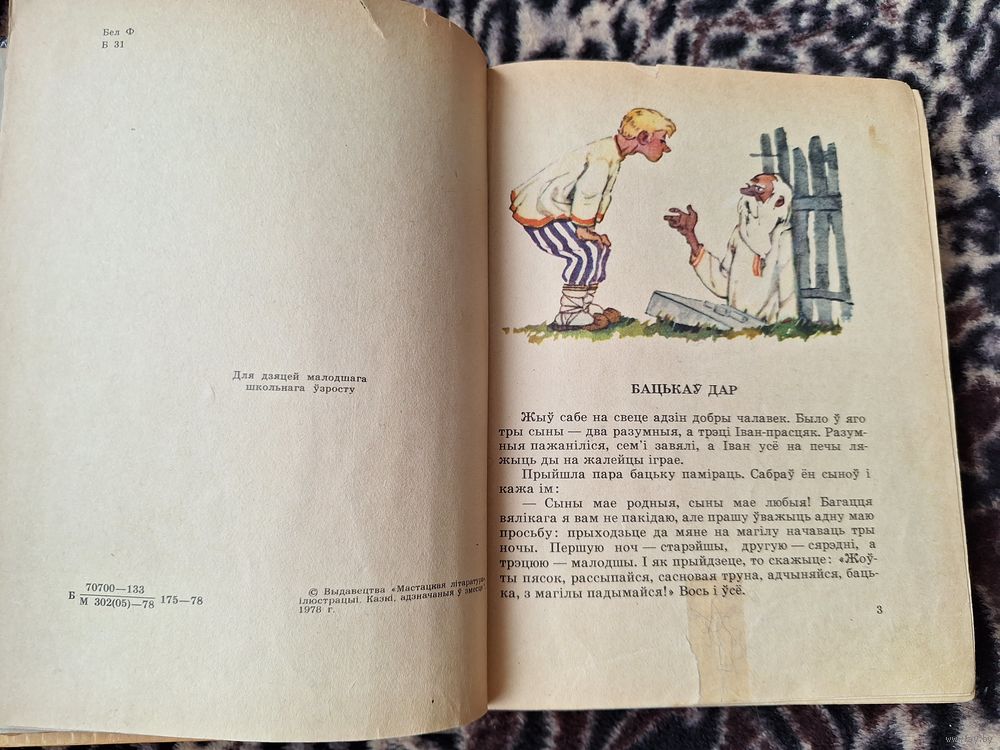 Бел Ф
Б 31
Для дзяцей малодшага
школьнага ўзросту
Б 70700—133
М 302(05)—78 175—78
© Выдавецтва «Мастацкая літаратура»
ілюстрацыі. Казкі, адзначаныя ў змесце
1978 г.
БАЦЬКАЎ ДАР
Жыў сабе на свеце адзін добры чалавек. Было ў яго
тры сыны — два разумныя, а трэці Іван-прасцяк. Разум-
ныя пажаніліся, сем'і завялі, а Іван усё на печы ля-
жыць ды на жалейцы іграе.
Прыйшла пара бацьку паміраць. Сабраў ён сыноў і
кажа ім:
— Сыны мае родныя, сыны мае любыя! Багацця
вялікага я вам не пакідаю, але прашу ўважыць адну маю
просьбу: прыходзьце да мяне на магілу начаваць тры
ночы. Першую ноч — старэйшы, другую — сярэдні, а
трэцюю — малодшы. І як прыйдзеце, то скажыце: «Жоў-
ты пясок, рассыпайся, сасновая труна, адчыняйся, баць-
ка, з магілы падымайся!» Вось і ўсё.
3